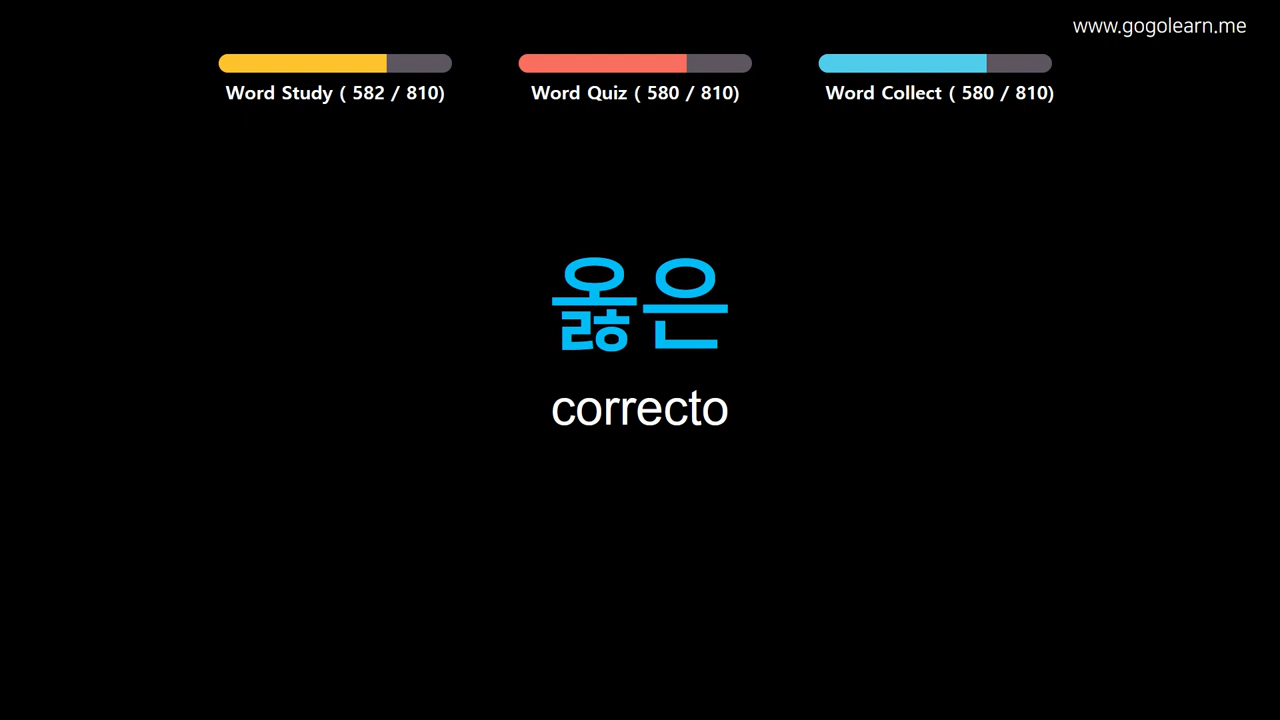 www.gogolearn.me
Word Study ( 582 / 810)
Word Quiz ( 580 / 810)
Word Collect ( 580 / 810)
옳은
correcto